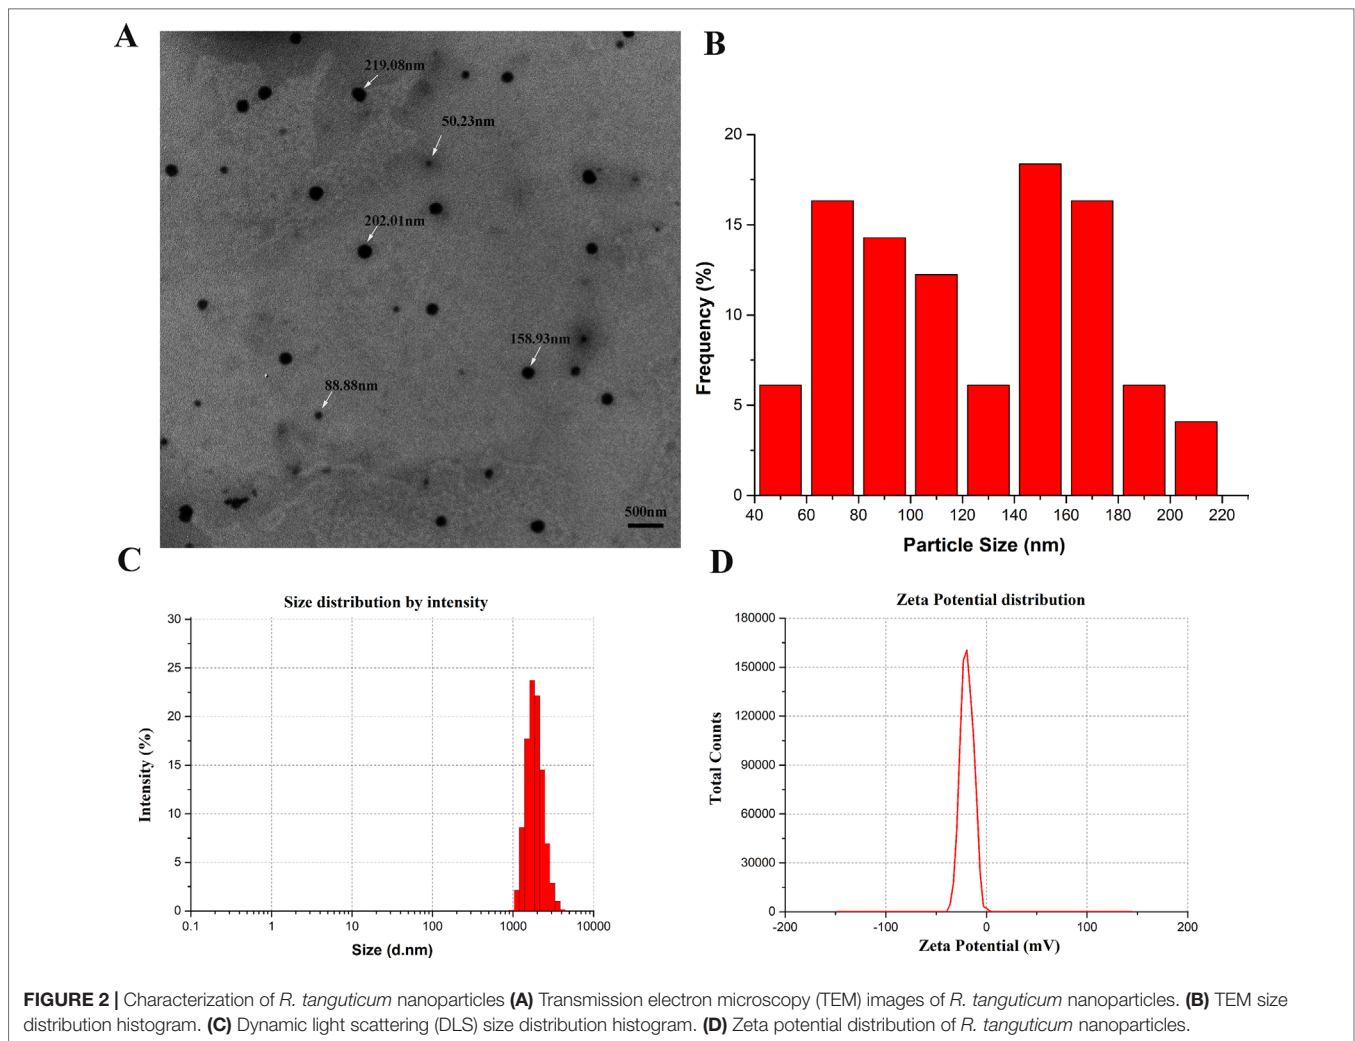 A
219.08nm
50.23nm
202.01nm
158.93nm
88.88nm
500nm
B
20
15
10
5
0
Frequency (%)
40 60 80 100 120 140 160 180 200 220
Particle Size (nm)
C
Size distribution by intensity
30
25
20
15
10
5
0
Intensity (%)
0.1 1 10 100 1000 10000
Size (d.nm)
D
Zeta Potential distribution
180000
150000
120000
90000
60000
30000
0
Total Counts
-200 -100 0 100 200
Zeta Potential (mV)
FIGURE 2 | Characterization of R. tanguticum nanoparticles (A) Transmission electron microscopy (TEM) images of R. tanguticum nanoparticles. (B) TEM size
distribution histogram. (C) Dynamic light scattering (DLS) size distribution histogram. (D) Zeta potential distribution of R. tanguticum nanoparticles.